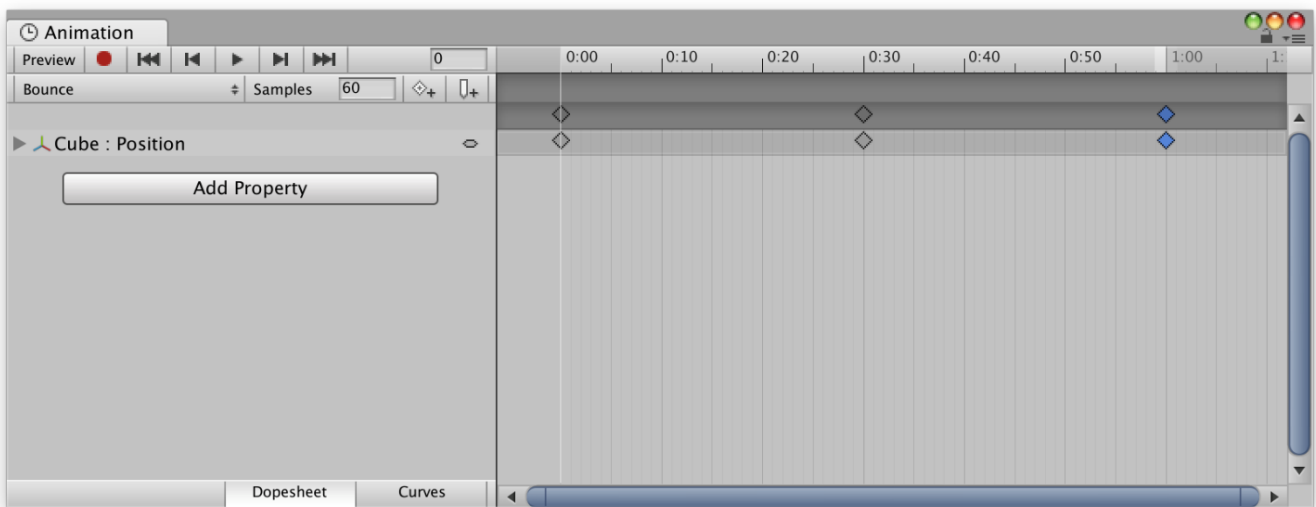 Animation
Preview 0 0:00 0:10 0:20 0:30 0:40 0:50 1:00 1:
Bounce Samples 60
Cube : Position
Add Property
Dopesheet Curves